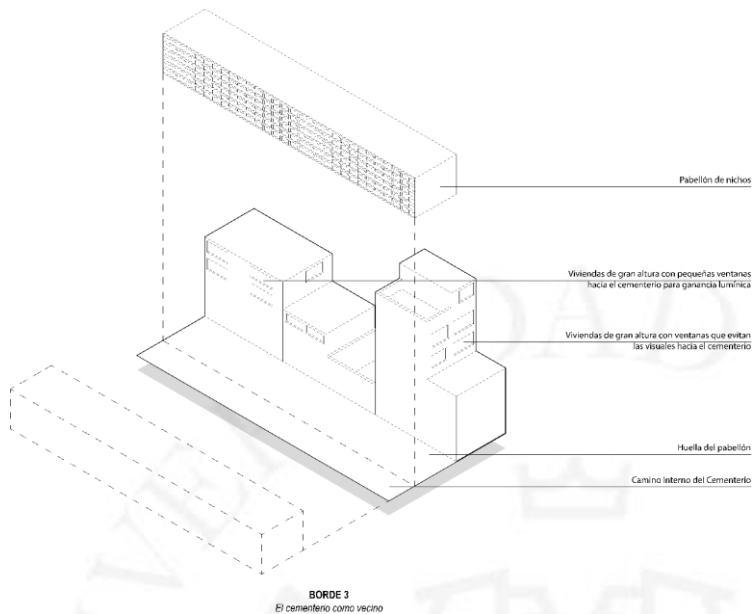 Pabellón de nichos
Viviendas de gran altura con pequeñas ventanas
hacia el cementerio para ganancia lumínica
Viviendas de gran altura con ventanas que evitan
las visuales hacia el cementerio
Huella del pabellón
Camino Interno del Cementerio
BORDE 3
El cementerio como vecino